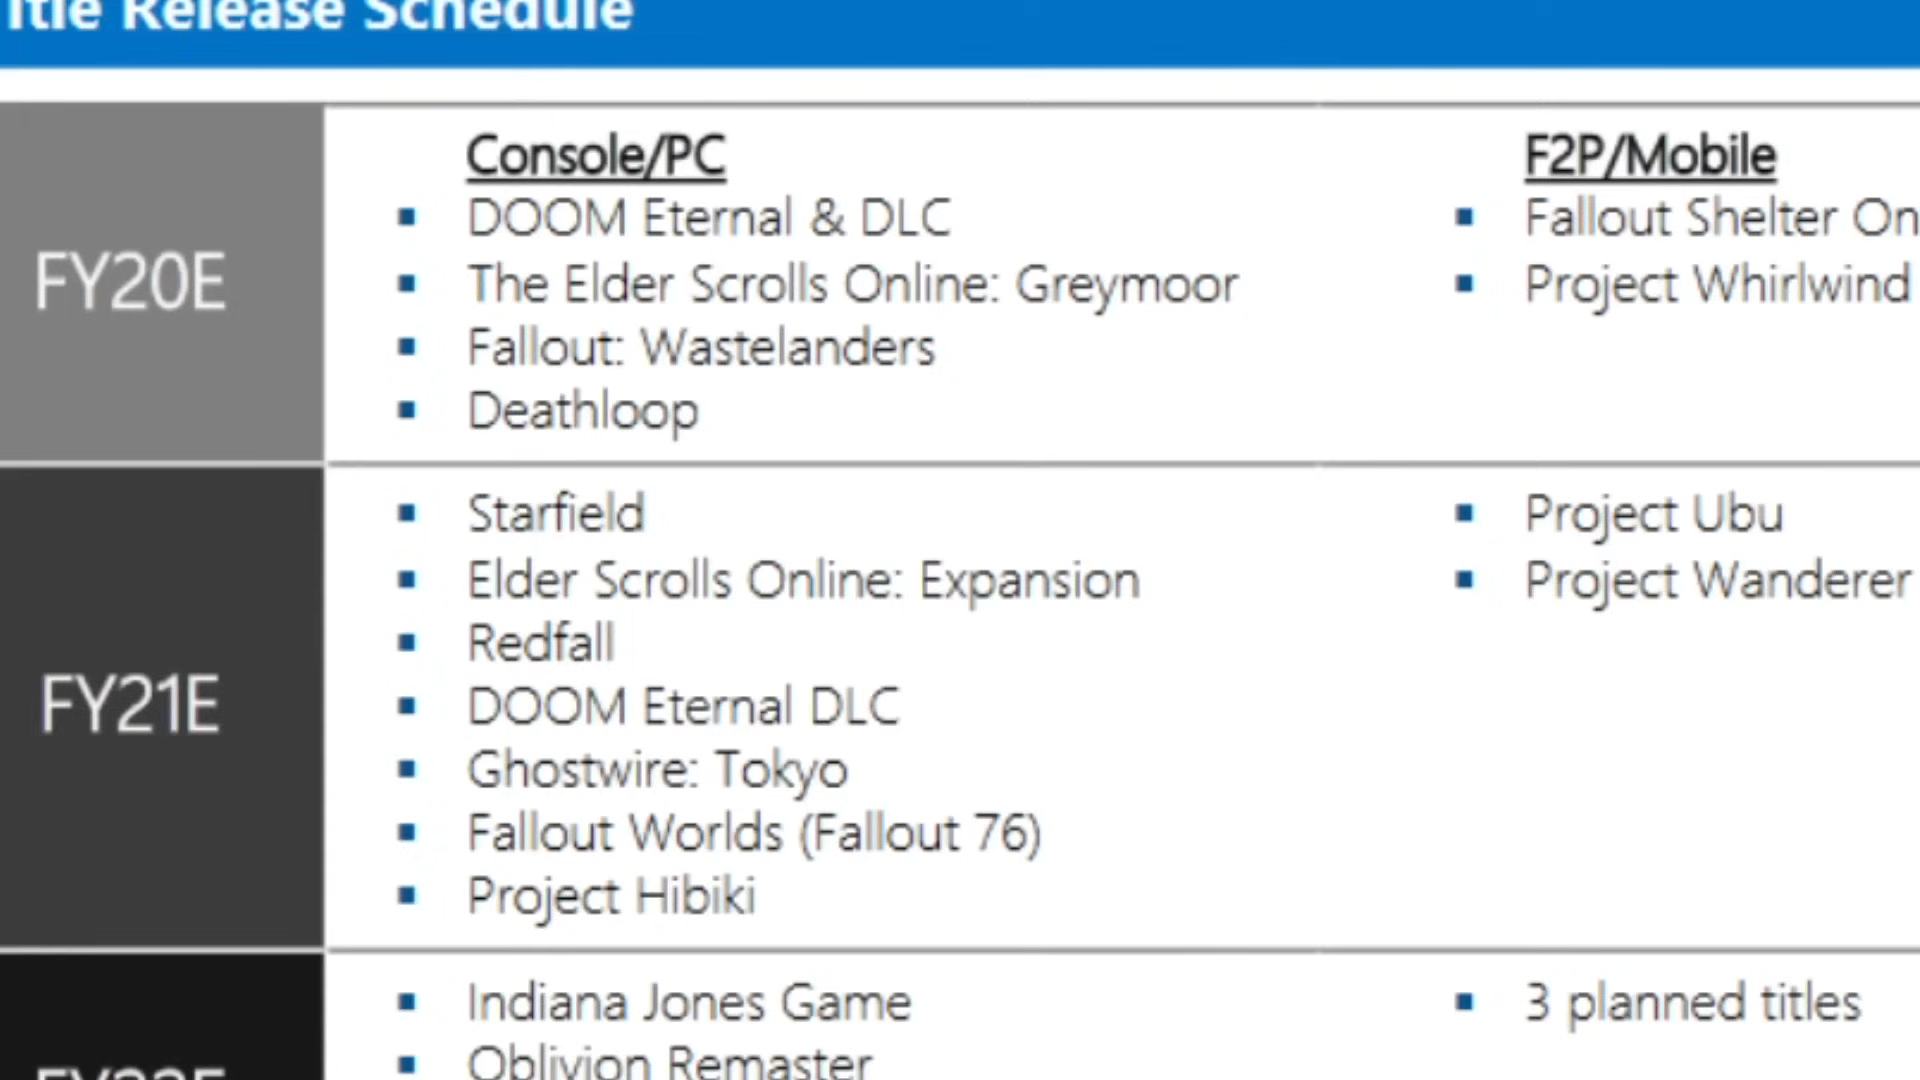 Release Schedule
Console/PC
F2P/Mobile
FY20E
DOOM Eternal & DLC
The Elder Scrolls Online: Greymoor
Fallout: Wastelanders
Deathloop
Fallout Shelter On
Project Whirlwind
FY21E
Starfield
Elder Scrolls Online: Expansion
Redfall
DOOM Eternal DLC
Ghostwire: Tokyo
Fallout Worlds (Fallout 76)
Project Hibiki
Project Ubu
Project Wanderer
Indiana Jones Game
Oblivion Remaster
3 planned titles